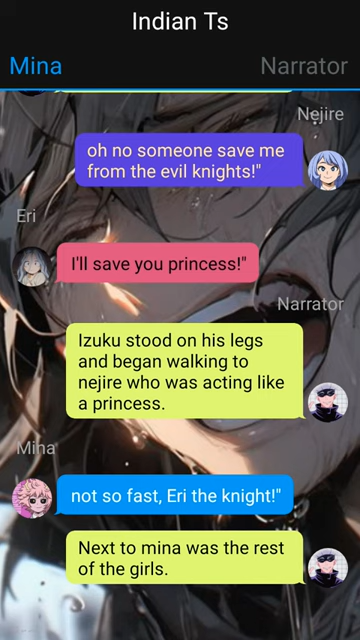 Indian Ts
Mina
Narrator
Nejire
oh no someone save me
from the evil knights!"
Eri
I'll save you princess!"
Narrator
Izuku stood on his legs
and began walking to
nejire who was acting like
a princess.
Mina
not so fast, Eri the knight!"
Next to mina was the rest
of the girls.